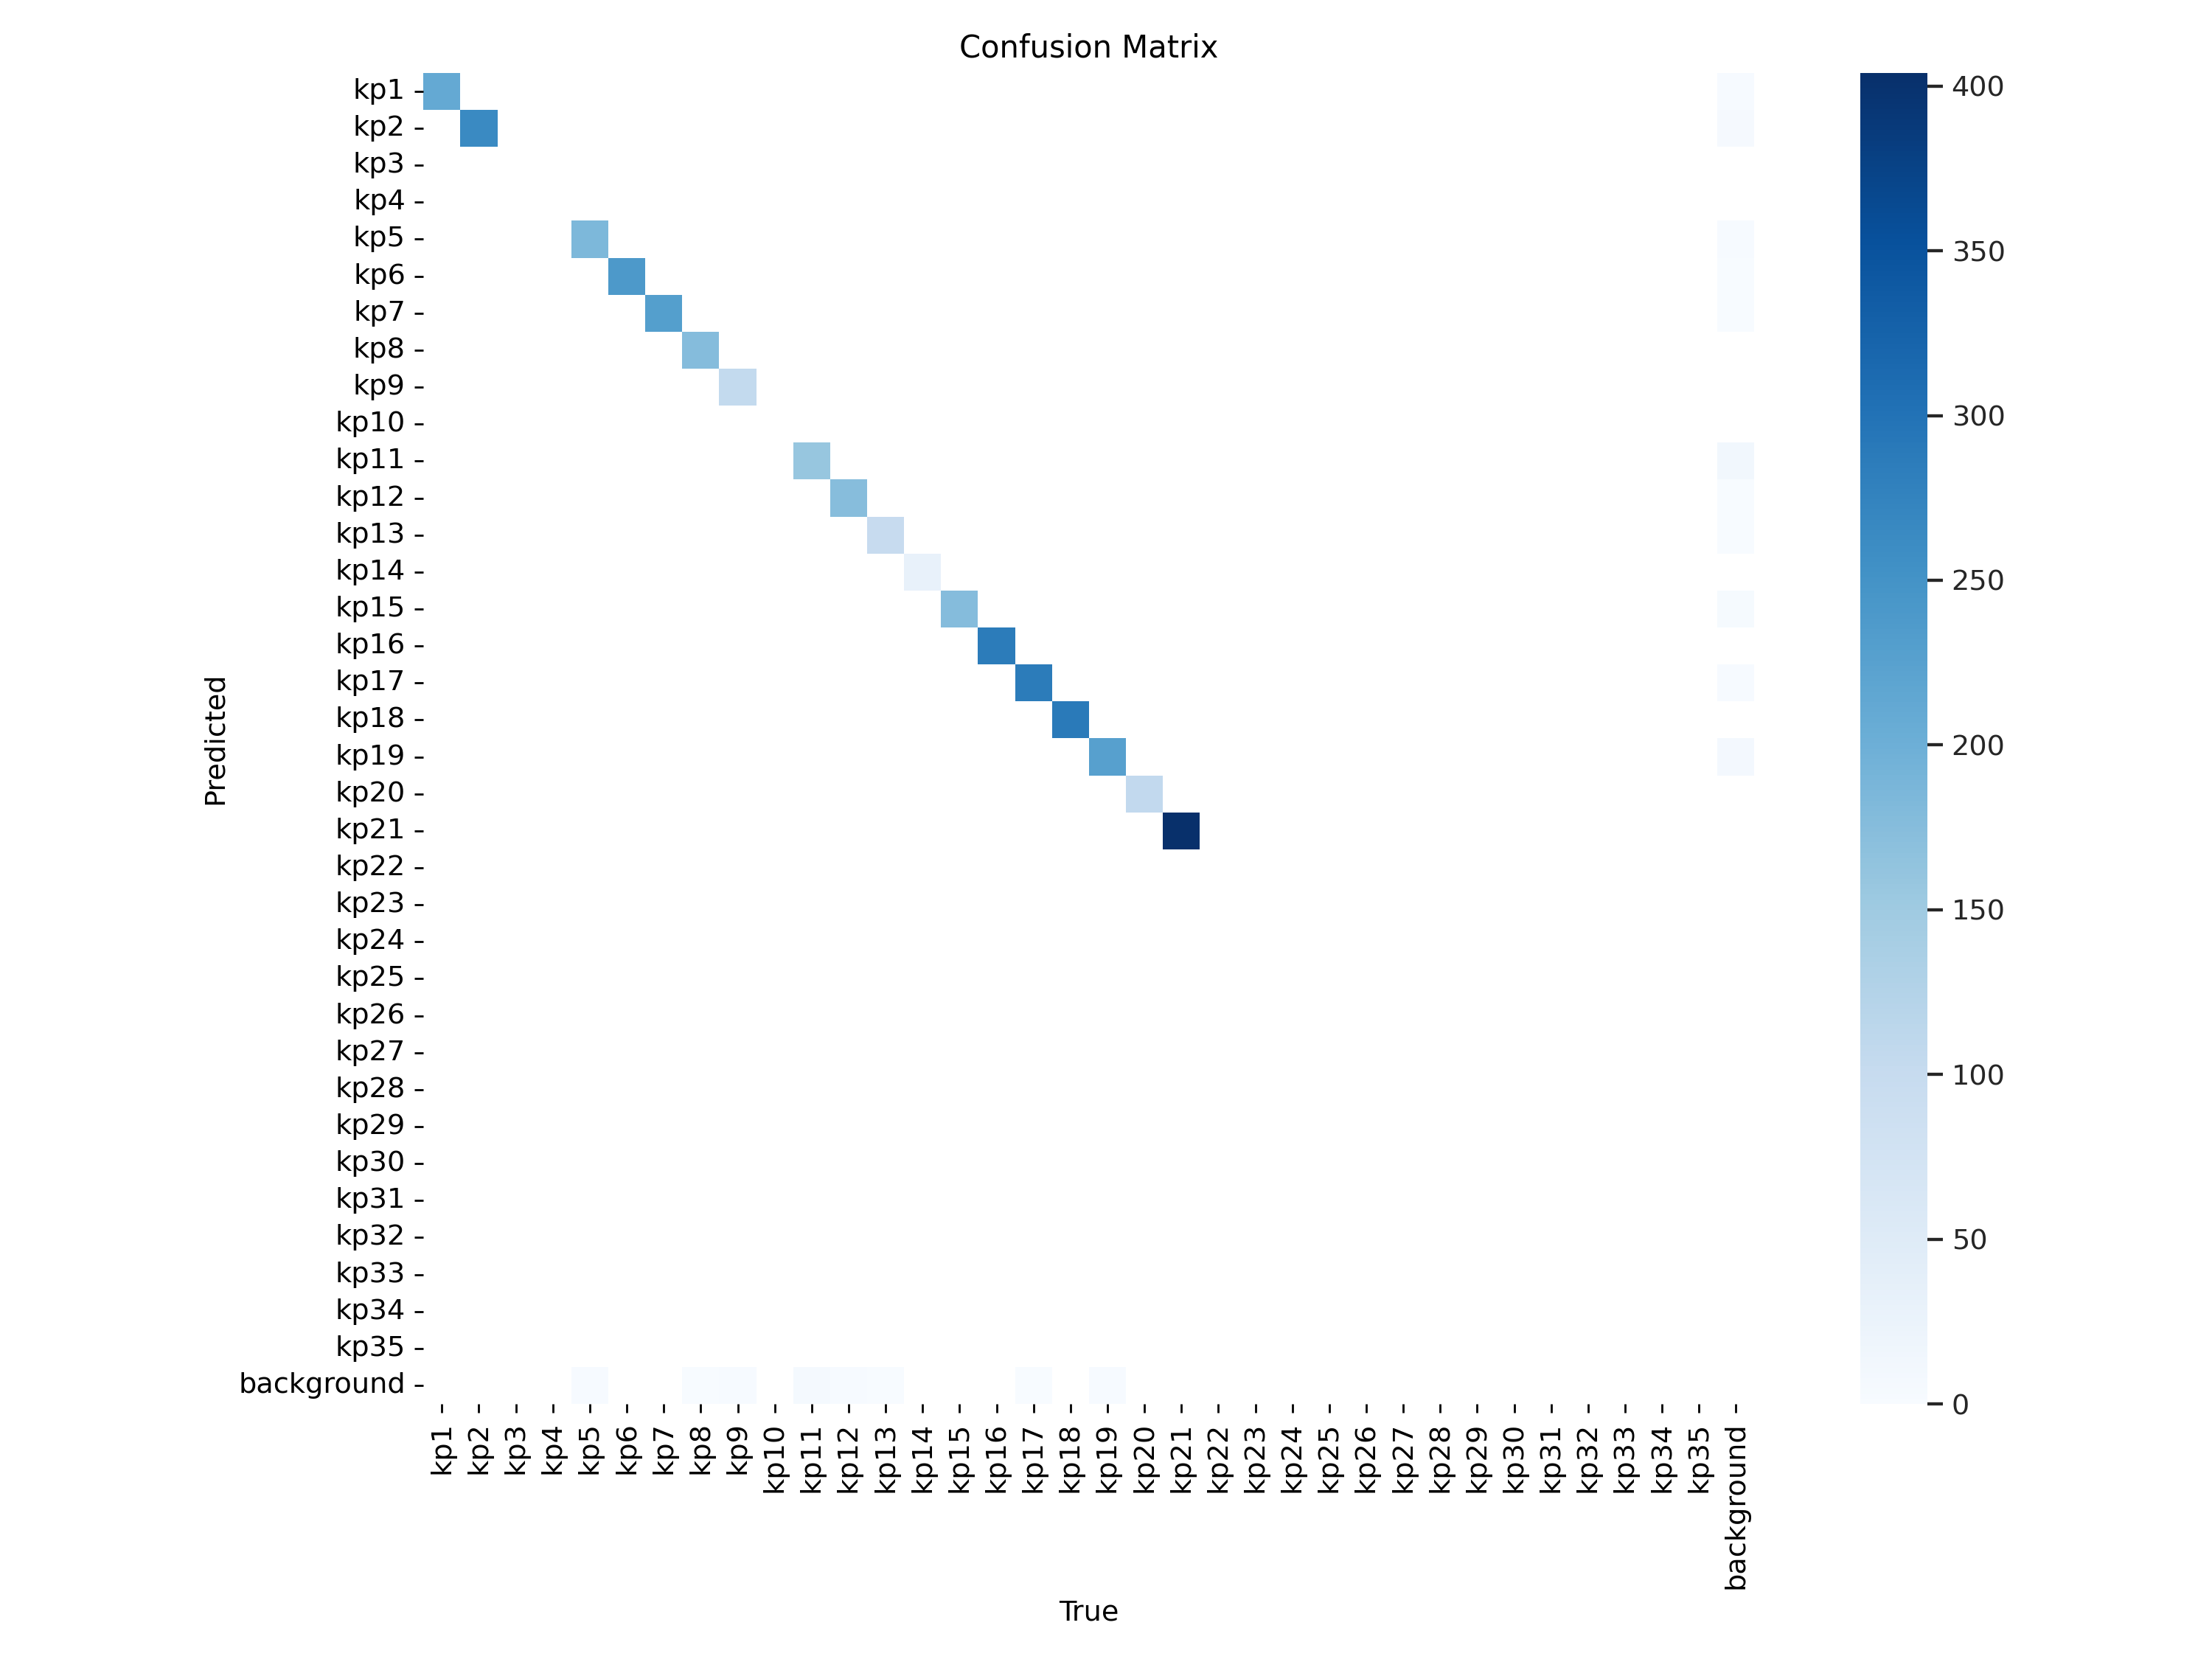 Confusion Matrix
Predicted
kp1
kp2
kp3
kp4
kp5
kp6
kp7
kp8
kp9
kp10
kp11
kp12
kp13
kp14
kp15
kp16
kp17
kp18
kp19
kp20
kp21
kp22
kp23
kp24
kp25
kp26
kp27
kp28
kp29
kp30
kp31
kp32
kp33
kp34
kp35
background
kp1
kp2
kp3
kp4
kp5
kp6
kp7
kp8
kp9
kp10
kp11
kp12
kp13
kp14
kp15
kp16
kp17
kp18
kp19
kp20
kp21
kp22
kp23
kp24
kp25
kp26
kp27
kp28
kp29
kp30
kp31
kp32
kp33
kp34
kp35
background
True
400
350
300
250
200
150
100
50
0